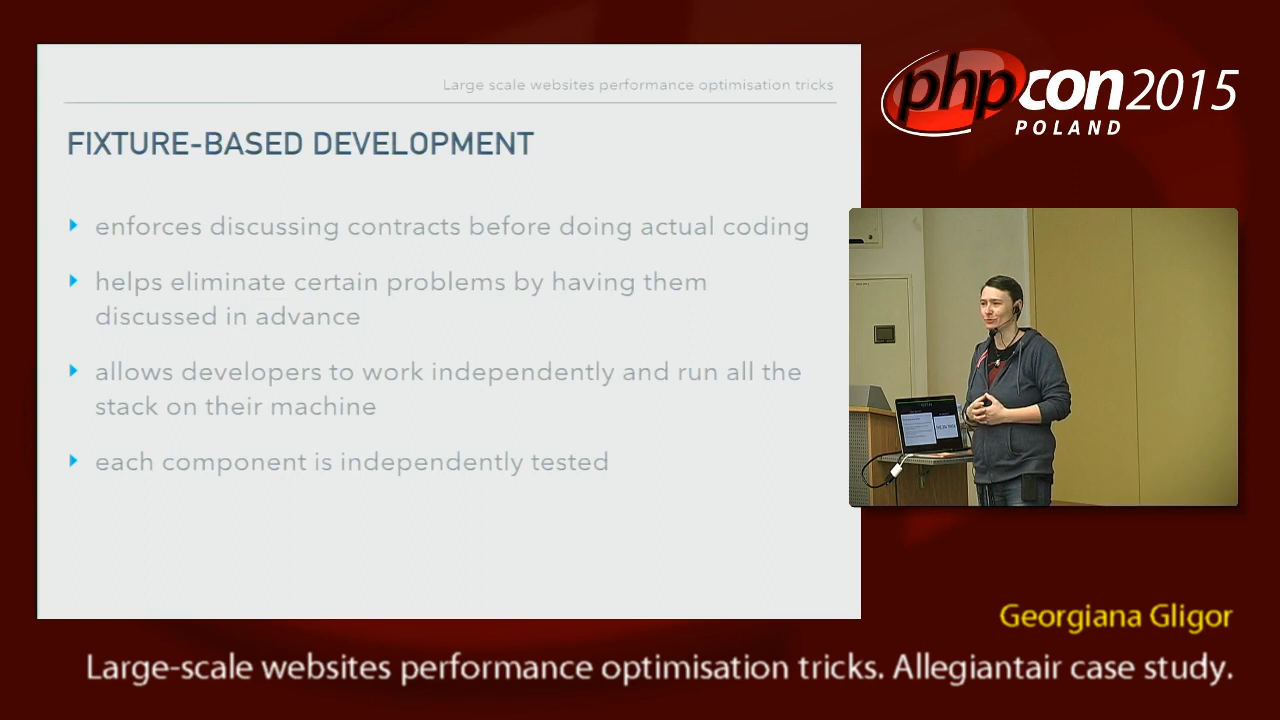 Large scale websites performance optimisation tricks
FIXTURE-BASED DEVELOPMENT
enforces discussing contracts before doing actual coding
helps eliminate certain problems by having them
discussed in advance
allows developers to work independently and run all the
stack on their machine
each component is independently tested
phpcon2015
POLAND
Georgiana Gligor
Large-scale websites performance optimisation tricks. Allegiantair case study.